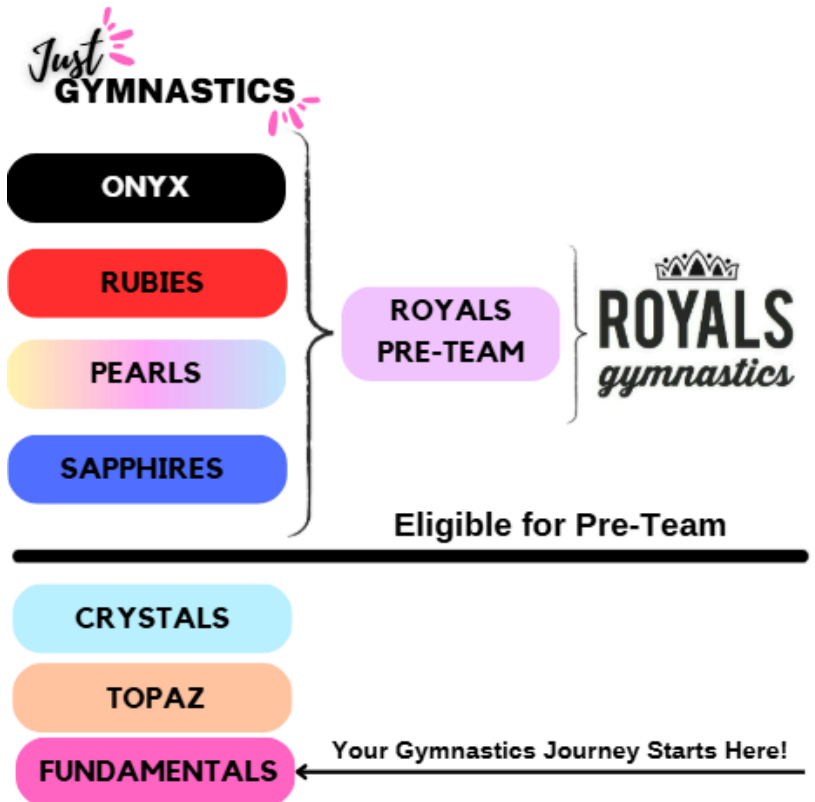 Just
GYMNASTICS
ONYX
RUBIES
PEARLS
SAPPHIRES
ROYALS
PRE-TEAM
ROYALS
gymnastics
Eligible for Pre-Team
CRYSTALS
TOPAZ
FUNDAMENTALS
Your Gymnastics Journey Starts Here!